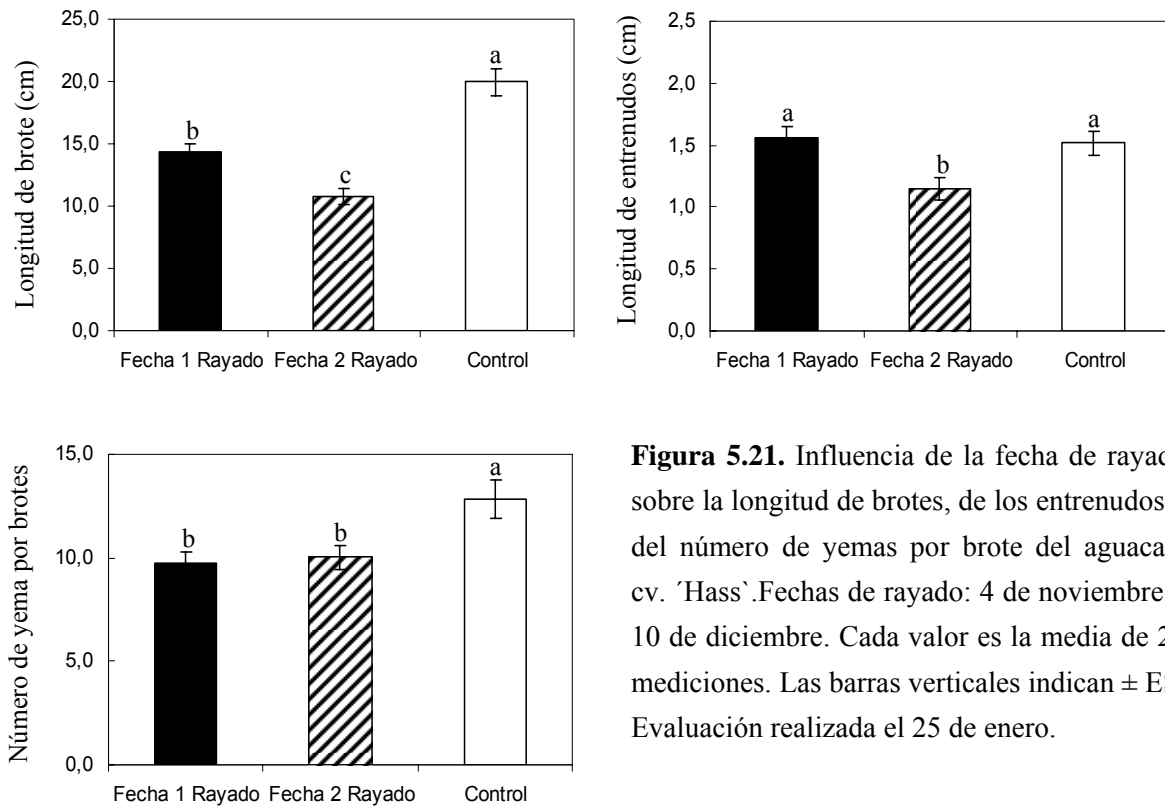 Longitud de brote (cm)
25,0
20,0
15,0
10,0
5,0
0,0
b
c
a
Fecha 1 Rayado Fecha 2 Rayado Control
Longitud de entrenudos (cm)
2,5
2,0
1,5
1,0
0,5
0,0
a
b
a
Fecha 1 Rayado Fecha 2 Rayado Control
Número de yema por brotes
15,0
10,0
5,0
0,0
b
b
a
Fecha 1 Rayado Fecha 2 Rayado Control
Figura 5.21. Influencia de la fecha de rayad
sobre la longitud de brotes, de los entrenudos
del número de yemas por brote del aguaca
cv. ´Hass`.Fechas de rayado: 4 de noviembre
10 de diciembre. Cada valor es la media de 2
mediciones. Las barras verticales indican ± E
Evaluación realizada el 25 de enero.